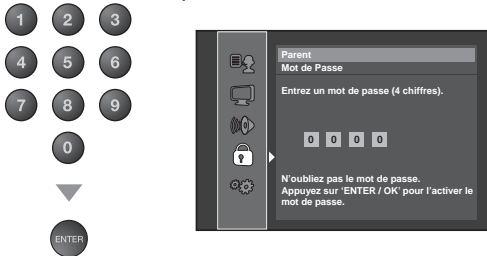 1 2 3
4 5 6
7 8 9
0
ENTER
Parent
Mot de Passe
Entrez un mot de passe (4 chiffres).
0 0 0 0
N'oubliez pas le mot de passe.
Appuyez sur 'ENTER / OK' pour l'activer le
mot de passe.